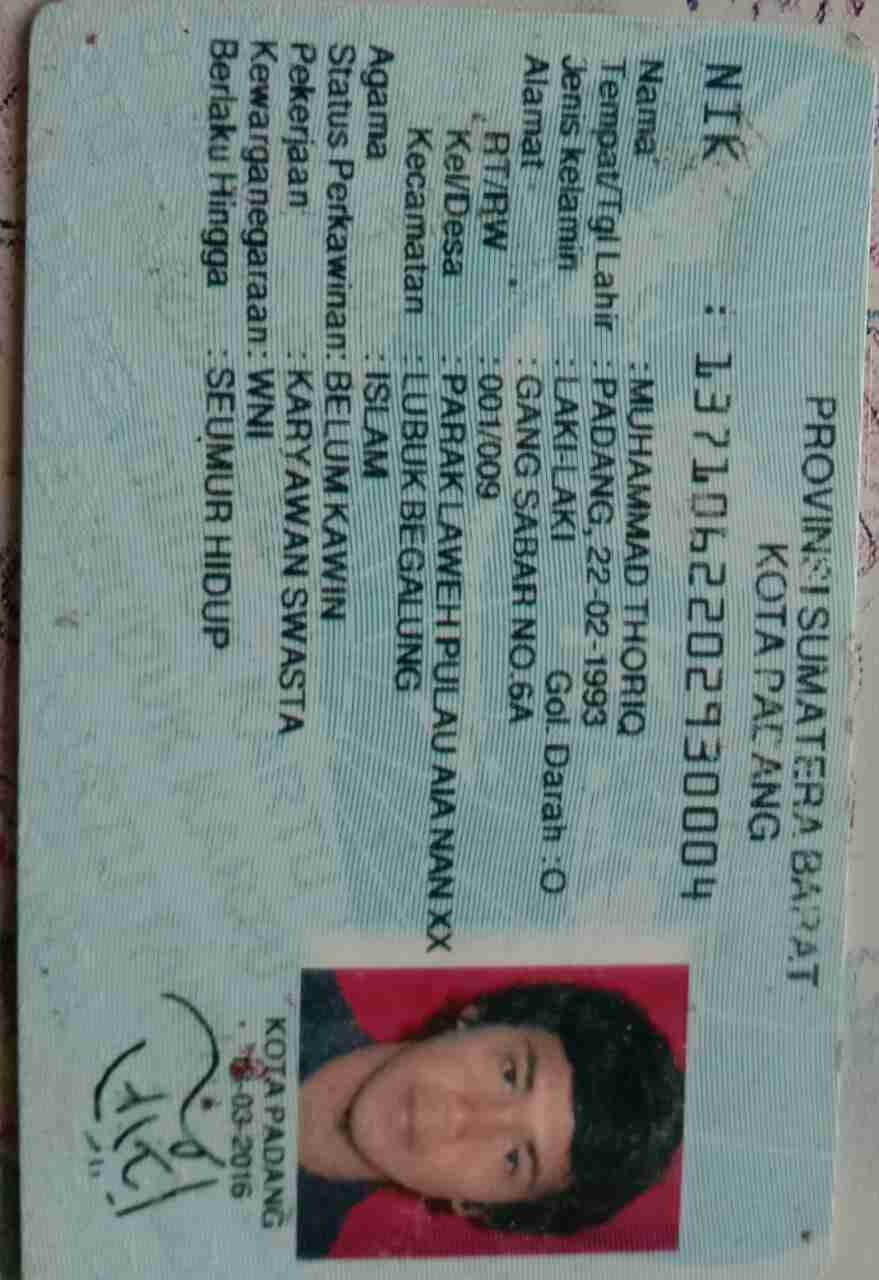 PROVINSI SUMATERA BARAT
KOTA PADANG
NIK : 1371062202930004
Nama : MUHAMMAD THORIQ
Tempat/Tgl Lahir : PADANG, 22-02-1993
Jenis kelamin : LAKI-LAKI Gol. Darah : O
Alamat : GANG SABAR NO.6A
RT/RW : 001/009
Kel/Desa : PARAK LAWEH PULAU AIA NAN XX
Kecamatan : LUBUK BEGALUNG
Agama : ISLAM
Status Perkawinan: BELUM KAWIN
Pekerjaan : KARYAWAN SWASTA
Kewarganegaraan: WNI
Berlaku Hingga : SEUMUR HIDUP
KOTA PADANG
-03-2016